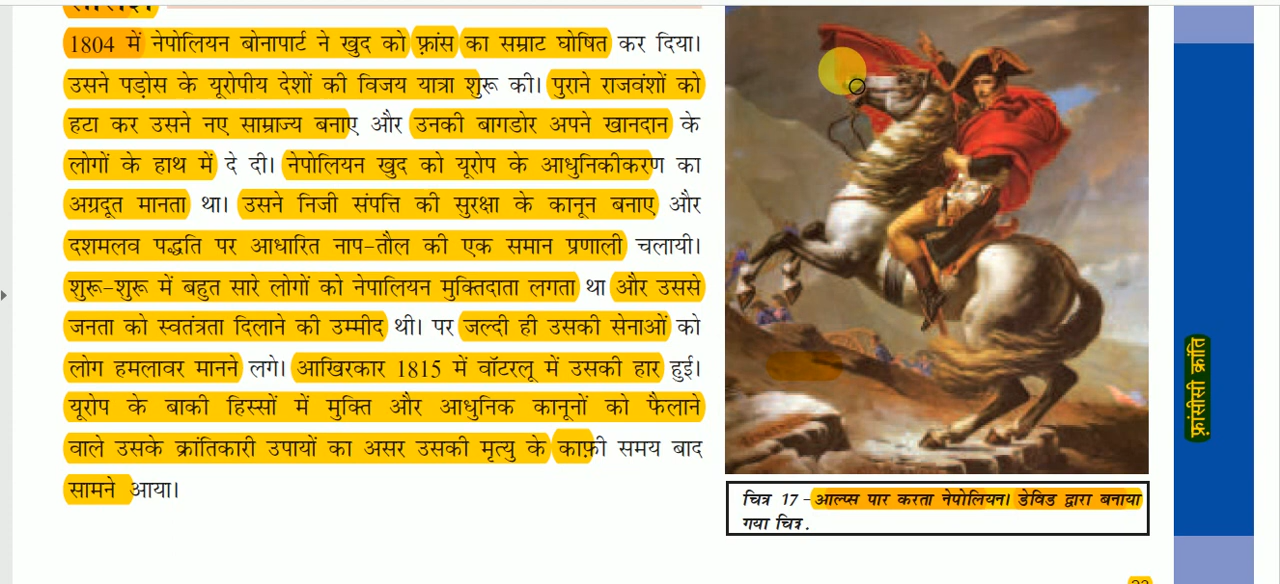 1804 में नेपोलियन बोनापार्ट ने खुद को फ़्रांस का सम्राट घोषित कर दिया।
उसने पड़ोस के यूरोपीय देशों की विजय यात्रा शुरू की। पुराने राजवंशों को
हटा कर उसने नए साम्राज्य बनाए और उनकी बागडोर अपने खानदान के
लोगों के हाथ में दे दी। नेपोलियन खुद को यूरोप के आधुनिकीकरण का
अग्रदूत मानता था। उसने निजी संपत्ति की सुरक्षा के कानून बनाए और
दशमलव पद्धति पर आधारित नाप-तौल की एक समान प्रणाली चलायी।
शुरू-शुरू में बहुत सारे लोगों को नेपालियन मुक्तिदाता लगता था और उससे
जनता को स्वतंत्रता दिलाने की उम्मीद थी। पर जल्दी ही उसकी सेनाओं को
लोग हमलावर मानने लगे। आखिरकार 1815 में वॉटरलू में उसकी हार हुई।
यूरोप के बाकी हिस्सों में मुक्ति और आधुनिक कानूनों को फैलाने
वाले उसके क्रांतिकारी उपायों का असर उसकी मृत्यु के काफ़ी समय बाद
सामने आया।
चित्र 17 - आल्प्स पार करता नेपोलियन। डेविड द्वारा बनाया
गया चित्र.
फ़्रांसीसी क्रांति